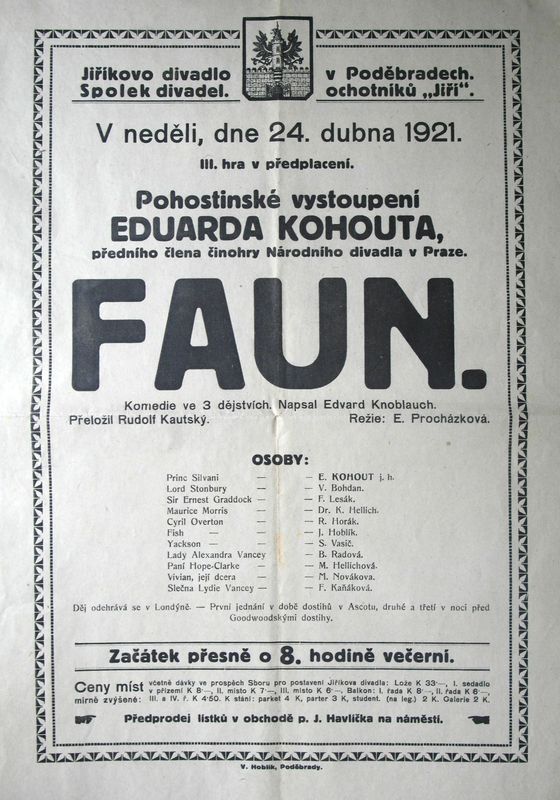 Jiříkovo divadlo v Poděbradech.
Spolek divadel. ochotníků „Jiří“.
V neděli, dne 24. dubna 1921.
III. hra v předplacení.
Pohostinské vystoupení
EDUARDA KOHOUTA,
předního člena činohry Národního divadla v Praze.
FAUN.
Komedie ve 3 dějstvích. Napsal Edvard Knoblauch.
Přeložil Rudolf Kautský. Režie: E. Procházková.
OSOBY:
Princ Silvani — — E. KOHOUT j. h.
Lord Stonbury — — V. Bohdan.
Sir Ernest Graddock — — F. Lesák.
Maurice Morris — — Dr. K. Hellich.
Cyril Overton — — R. Horák.
Fish — — — J. Hoblík.
Yackson — — — S. Vasič.
Lady Alexandra Vancey — B. Radová.
Paní Hope-Clarke — — M. Hellichová.
Vivian, její dcera — — M. Nováková.
Slečna Lydie Vancey — — F. Kaňáková.
Děj odehrává se v Londýně. — První jednání v době dostihů v Ascotu, druhé a třetí v noci před
Goodwoodskými dostihy.
Začátek přesně o 8. hodině večerní.
Ceny míst včetně dávky ve prospěch Sboru pro postavení Jiříkova divadla: Lože K 33·—, I. sedadlo
v přízemí K 8·—, II. místo K 7·—, III. místo K 6·—. Balkon: I. řada K 8·—, II. řada K 6·—,
mírně zvýšené: III. a IV. ř. K 4·50. K stání: parket 4 K, parter 3 K, student. (na leg.) 2 K. Galerie 2 K.
Předprodej lístků v obchodě p. J. Havlíčka na náměstí.
V. Hoblík, Poděbrady.